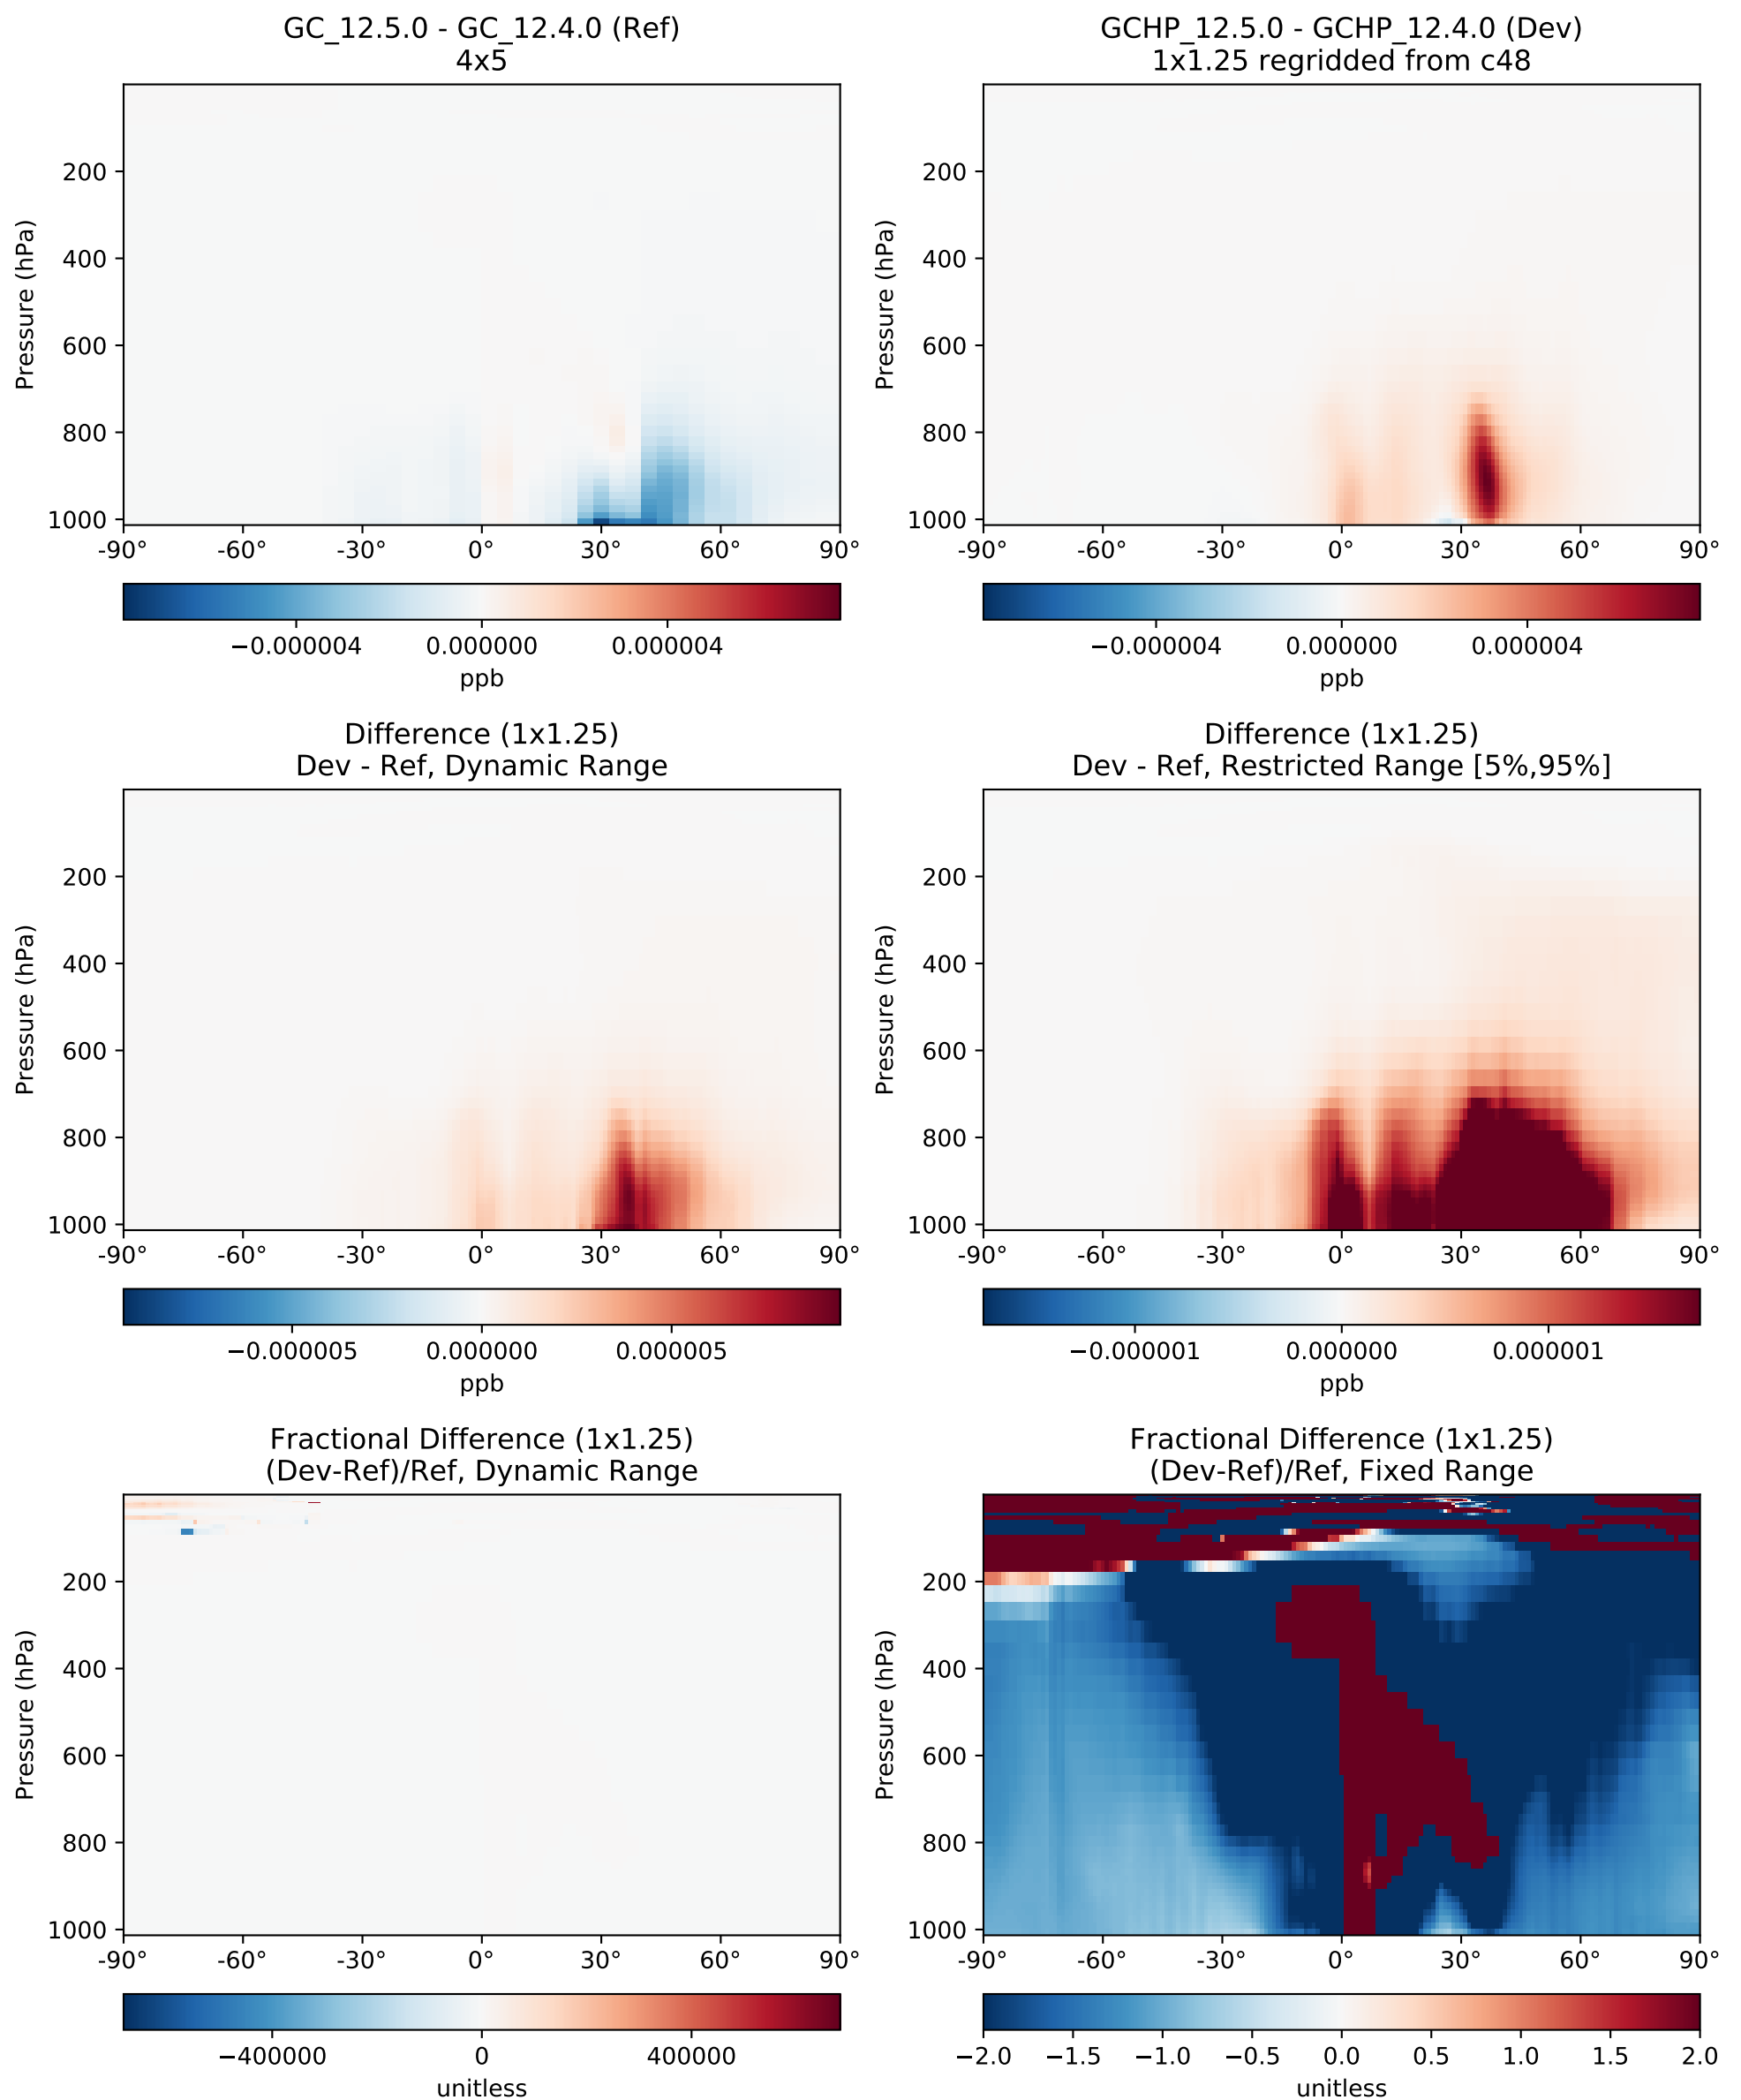 GC_12.5.0 - GC_12.4.0 (Ref)
4x5
Pressure (hPa)
200
400
600
800
1000
-90° -60° -30° 0° 30° 60° 90°
−0.000004 0.000000 0.000004
ppb
GCHP_12.5.0 - GCHP_12.4.0 (Dev)
1x1.25 regridded from c48
Pressure (hPa)
200
400
600
800
1000
-90° -60° -30° 0° 30° 60° 90°
−0.000004 0.000000 0.000004
ppb
Difference (1x1.25)
Dev - Ref, Dynamic Range
Pressure (hPa)
200
400
600
800
1000
-90° -60° -30° 0° 30° 60° 90°
−0.000005 0.000000 0.000005
ppb
Difference (1x1.25)
Dev - Ref, Restricted Range [5%,95%]
Pressure (hPa)
200
400
600
800
1000
-90° -60° -30° 0° 30° 60° 90°
−0.000001 0.000000 0.000001
ppb
Fractional Difference (1x1.25)
(Dev-Ref)/Ref, Dynamic Range
Pressure (hPa)
200
400
600
800
1000
-90° -60° -30° 0° 30° 60° 90°
−400000 0 400000
unitless
Fractional Difference (1x1.25)
(Dev-Ref)/Ref, Fixed Range
Pressure (hPa)
200
400
600
800
1000
-90° -60° -30° 0° 30° 60° 90°
−2.0 −1.5 −1.0 −0.5 0.0 0.5 1.0 1.5 2.0
unitless